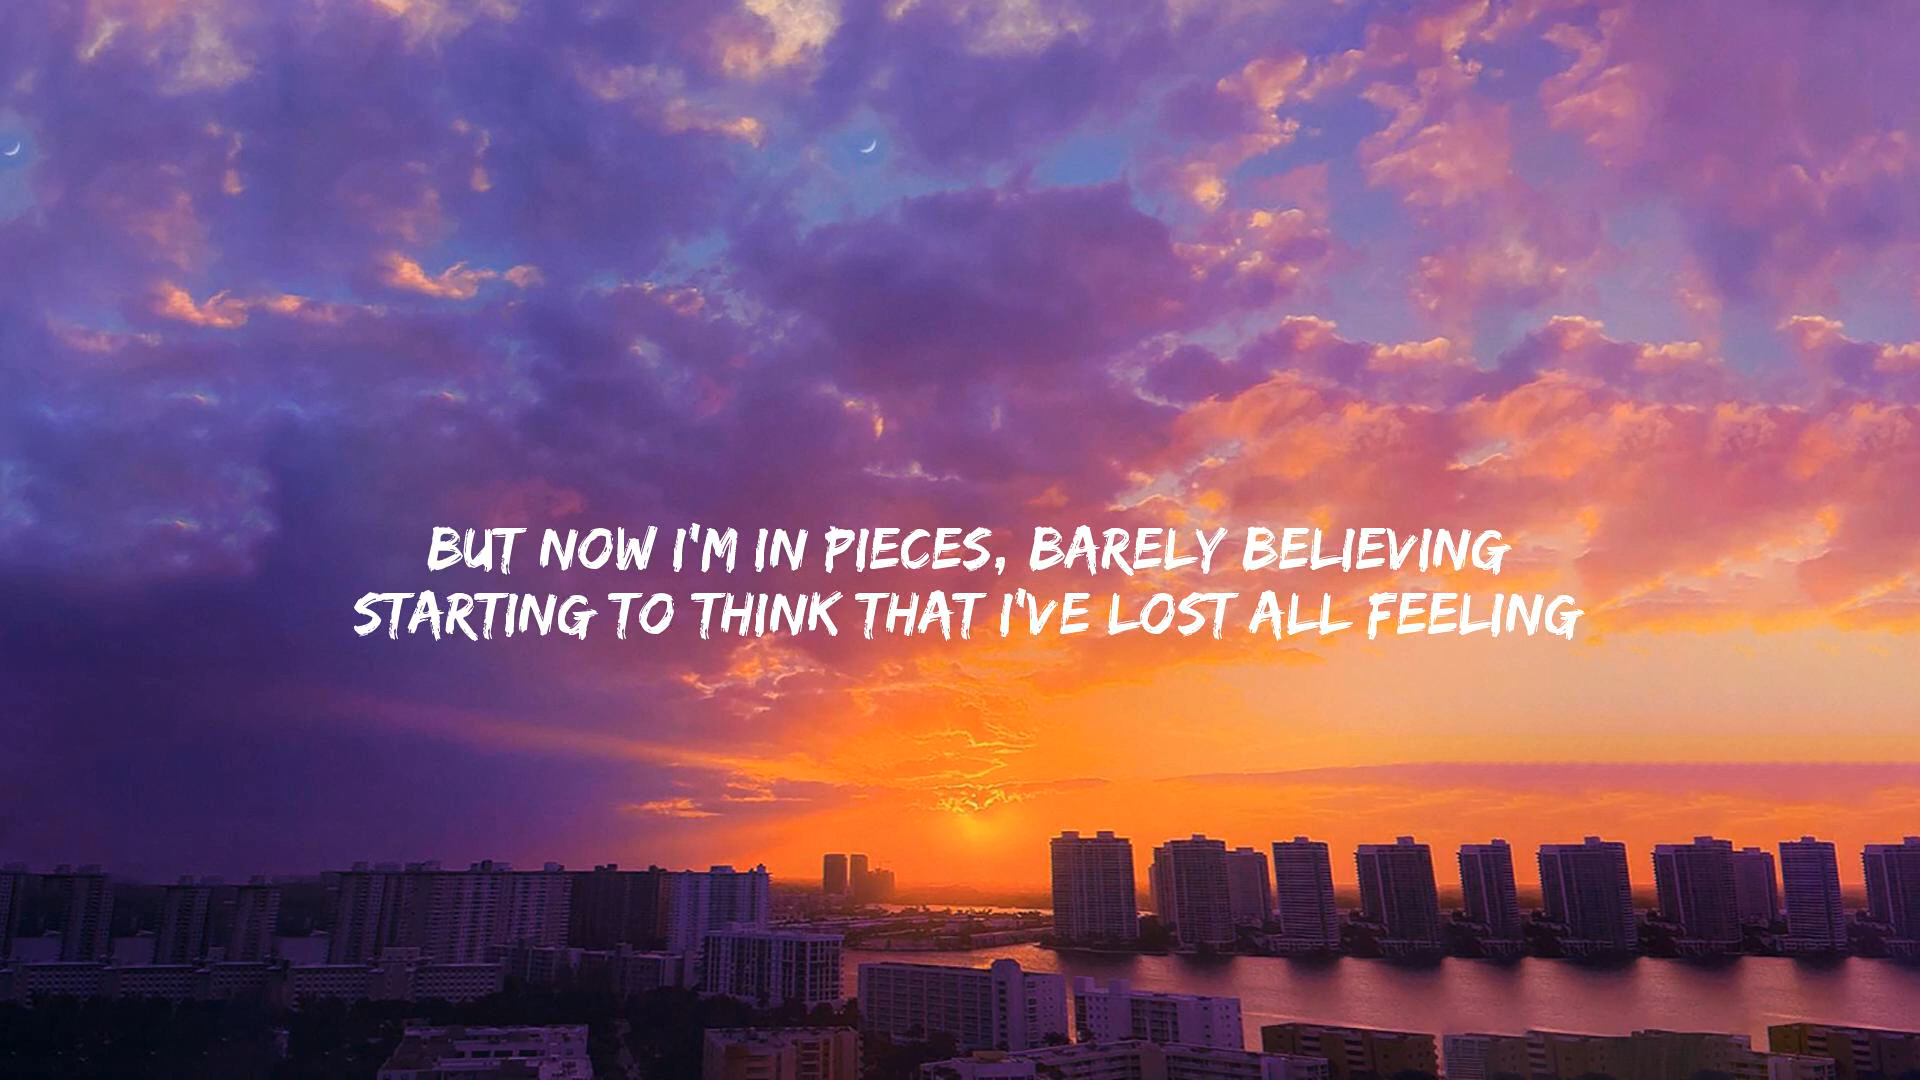 BUT NOW I'M IN PIECES, BARELY BELIEVING
STARTING TO THINK THAT I'VE LOST ALL FEELING